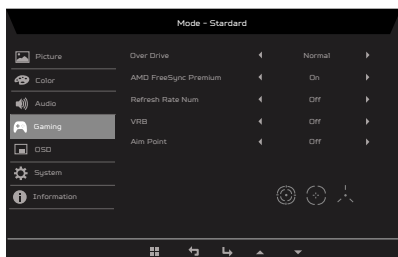 Mode - Stardard
Picture
Color
Audio
Gaming
OSD
System
Information
Over Drive Normal
AMD FreeSync Premium On
Refresh Rate Num Off
VRB Off
Aim Point Off